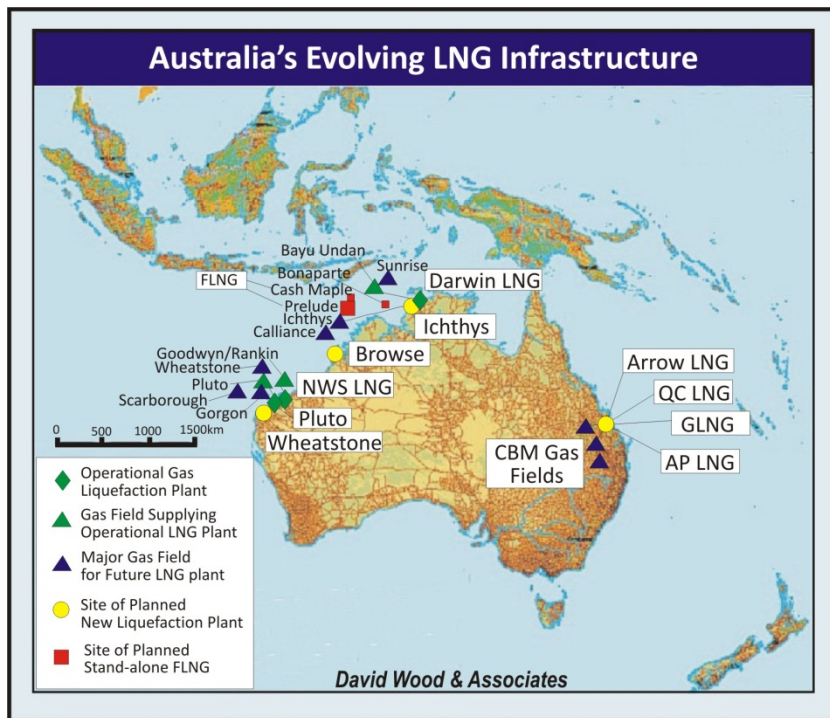 Australia's Evolving LNG Infrastructure
Bayu Undan
Sunrise
Bonaparte
FLNG
Cash Maple
Darwin LNG
Prelude
Ichthys
Ichthys
Calliance
Goodwyn/Rankin
Browse
Wheatstone
Arrow LNG
Pluto
NWS LNG
QC LNG
Scarborough
Gorgon
Pluto
GLNG
0 500 1000 1500km
Wheatstone
CBM Gas
Fields
AP LNG
Operational Gas
Liquefaction Plant
Gas Field Supplying
Operational LNG Plant
Major Gas Field
for Future LNG plant
Site of Planned
New Liquefaction Plant
Site of Planned
Stand-alone FLNG
David Wood & Associates